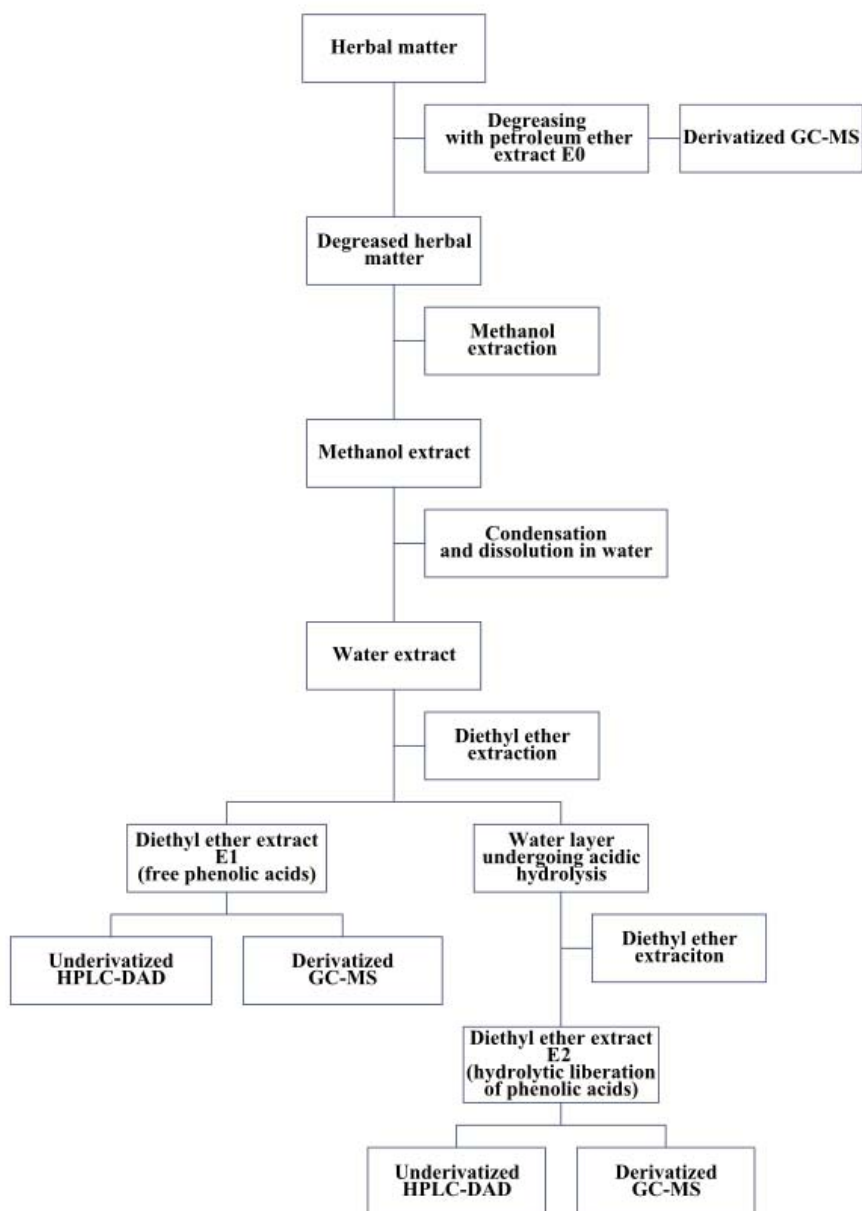 Herbal matter
Degreasing
with petroleum ether
extract E0
Derivatized GC-MS
Degreased herbal
matter
Methanol
extraction
Methanol extract
Condensation
and dissolution in water
Water extract
Diethyl ether
extraction
Diethyl ether extract
E1
(free phenolic acids)
Water layer
undergoing acidic
hydrolysis
Underivatized
HPLC-DAD
Derivatized
GC-MS
Diethyl ether
extraciton
Diethyl ether extract
E2
(hydrolytic liberation
of phenolic acids)
Underivatized
HPLC-DAD
Derivatized
GC-MS